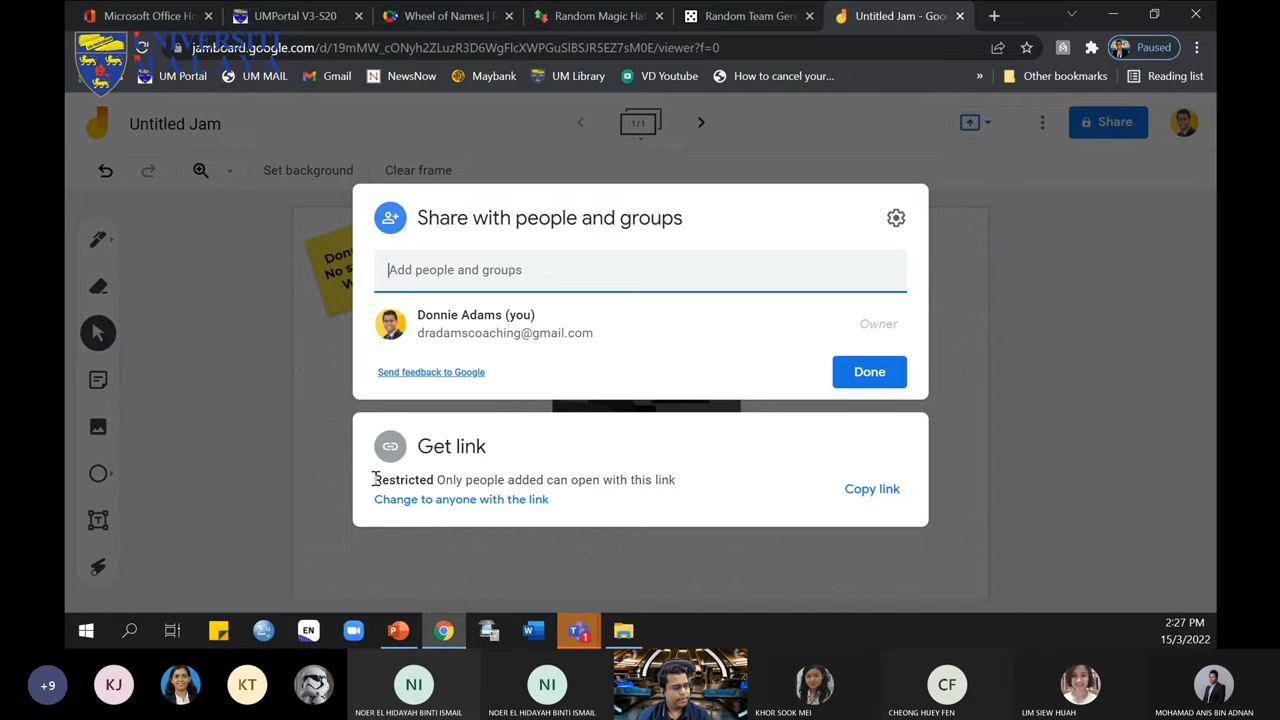 Microsoft Office Ho
UMPortal V3-S20
Wheel of Names | R
Random Magic Hat
Random Team Gen
Untitled Jam - Goo
UNIVERSITI
MALAYA
jamboard.google.com/d/19mMW_cONyh2ZLuzR3D6WgFlcXWPGuSlBSJR5EZ7sM0E/viewer?f=0
Paused
UM Portal
UM MAIL
Gmail
NewsNow
Maybank
UM Library
VD Youtube
How to cancel your...
»
Other bookmarks
Reading list
Untitled Jam
1/1
Share
Set background
Clear frame
Share with people and groups
Add people and groups
Donnie Adams (you)
dradamscoaching@gmail.com
Owner
Send feedback to Google
Done
Get link
Restricted Only people added can open with this link
Change to anyone with the link
Copy link
EN
1
2:27 PM
15/3/2022
+9
KJ
KT
NI
NI
CF
NOER EL HIDAYAH BINTI ISMAIL
NOER EL HIDAYAH BINTI ISMAIL
KHOR SOOK MEI
CHEONG HUEY FEN
LIM SIEW HUAH
MOHAMAD ANIS BIN ADNAN